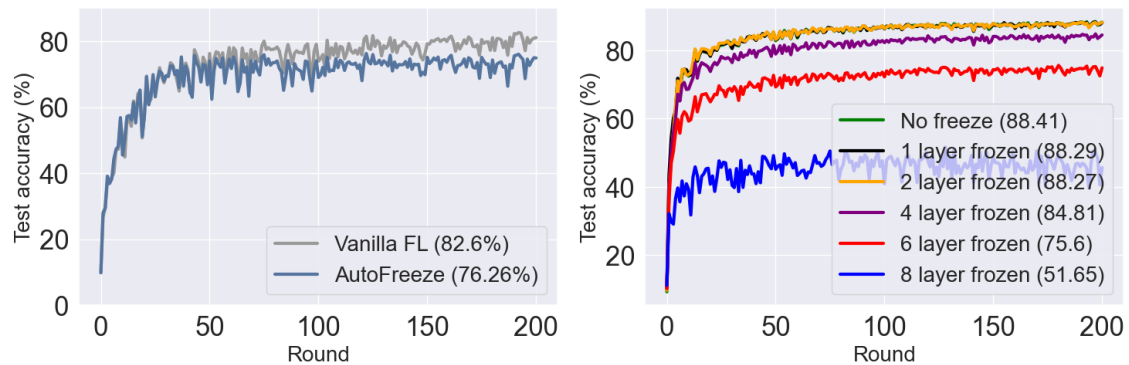 80
60
40
20
0
Test accuracy (%)
0
50
100
150
200
Round
Vanilla FL (82.6%)
AutoFreeze (76.26%)
80
60
40
20
Test accuracy (%)
0
50
100
150
200
Round
No freeze (88.41)
1 layer frozen (88.29)
2 layer frozen (88.27)
4 layer frozen (84.81)
6 layer frozen (75.6)
8 layer frozen (51.65)